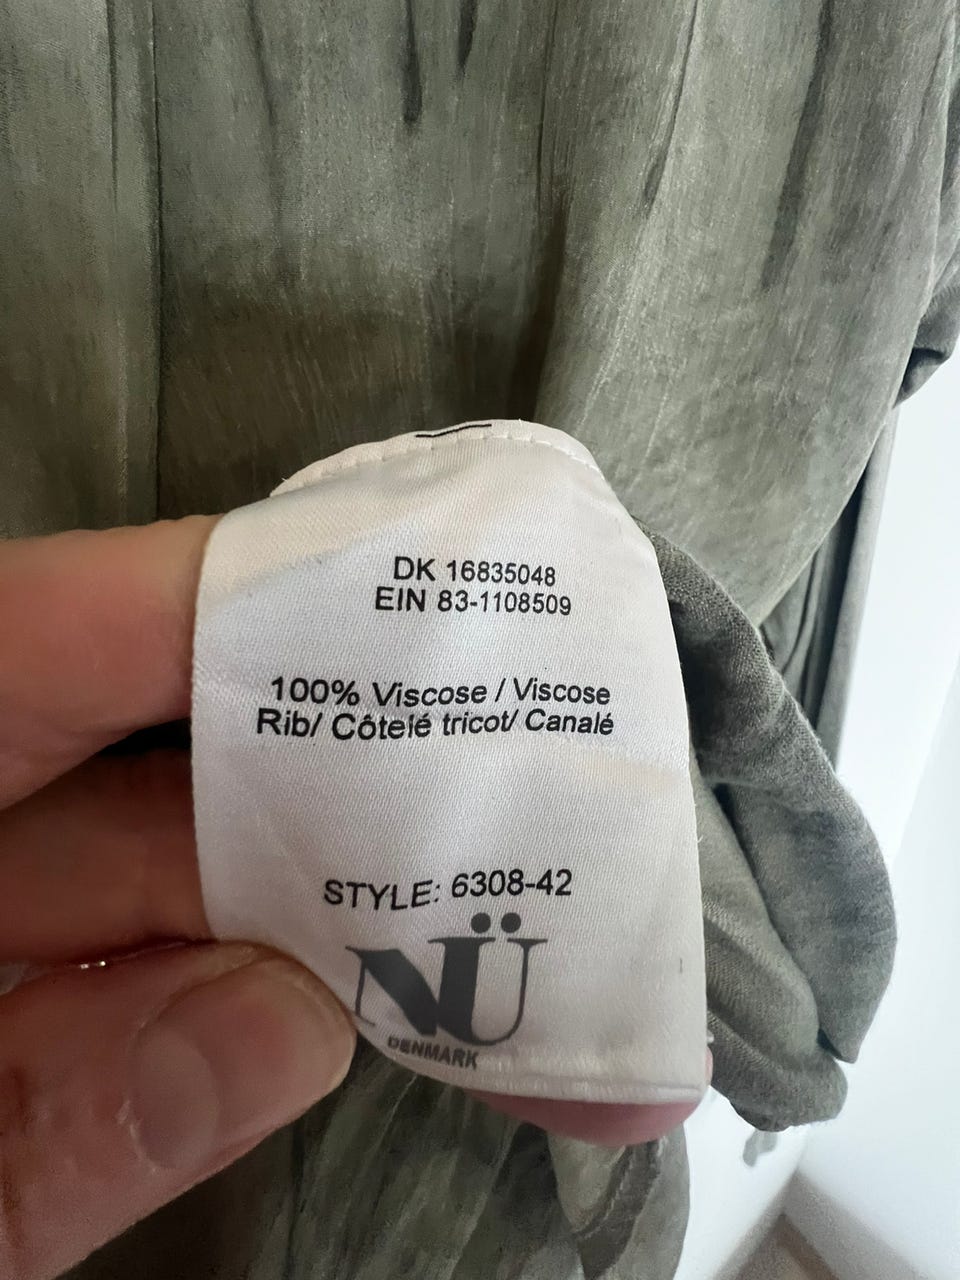 DK 16835048
EIN 83-1108509
100% Viscose / Viscose
Rib/ Côtelé tricot/ Canalé
STYLE: 6308-42
NÜ
DENMARK